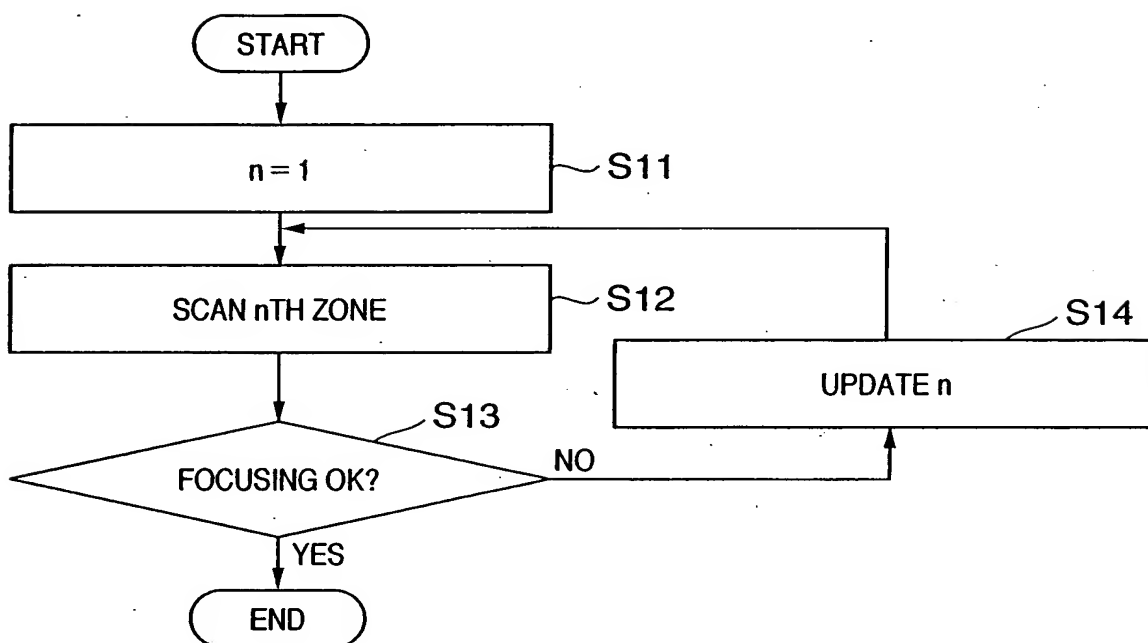 START
n = 1
S11
SCAN nTH ZONE
S12
S14
UPDATE n
S13
FOCUSING OK?
NO
YES
END